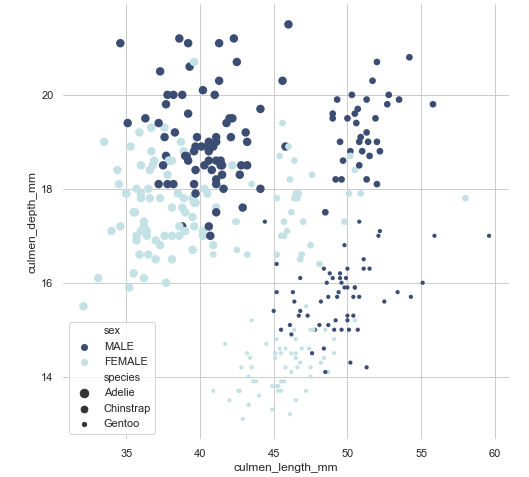 culmen_depth_mm
20
18
16
14
sex
MALE
FEMALE
species
Adelie
Chinstrap
Gentoo
35
40
45
50
55
60
culmen_length_mm